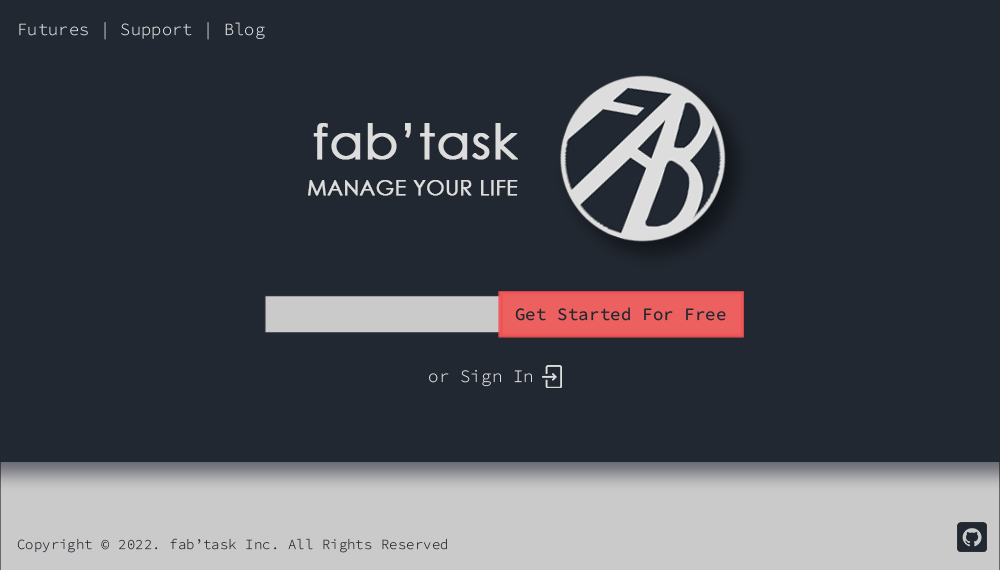 Futures | Support | Blog
fab’task
MANAGE YOUR LIFE
FAB
Get Started For Free
or Sign In
Copyright © 2022. fab’task Inc. All Rights Reserved